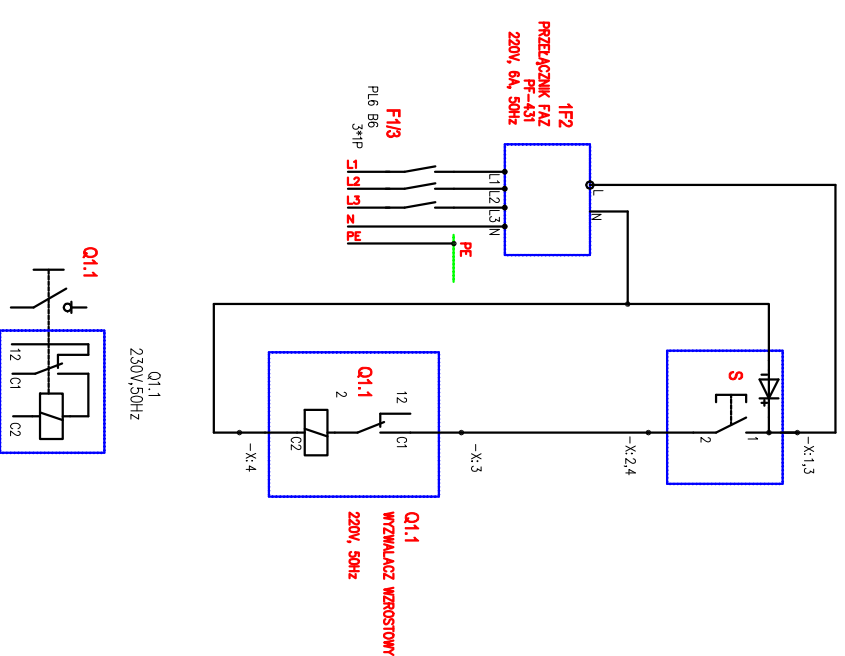 1F2
PRZEŁĄCZNIK FAZ
PF-431
220V, 6A, 50Hz
F1/3
PL6 B6
3*1P
L1
L2
L3
N
PE
L1
L2
L3
N
L
N
PE
Q1.1
12
C1
C2
Q1.1
230V,50Hz
S
1
2
-X:1,3
-X:2,4
Q1.1
2
12
C1
C2
-X:3
-X:4
Q1.1
WYZWALACZ WZROSTOWY
220V, 50Hz